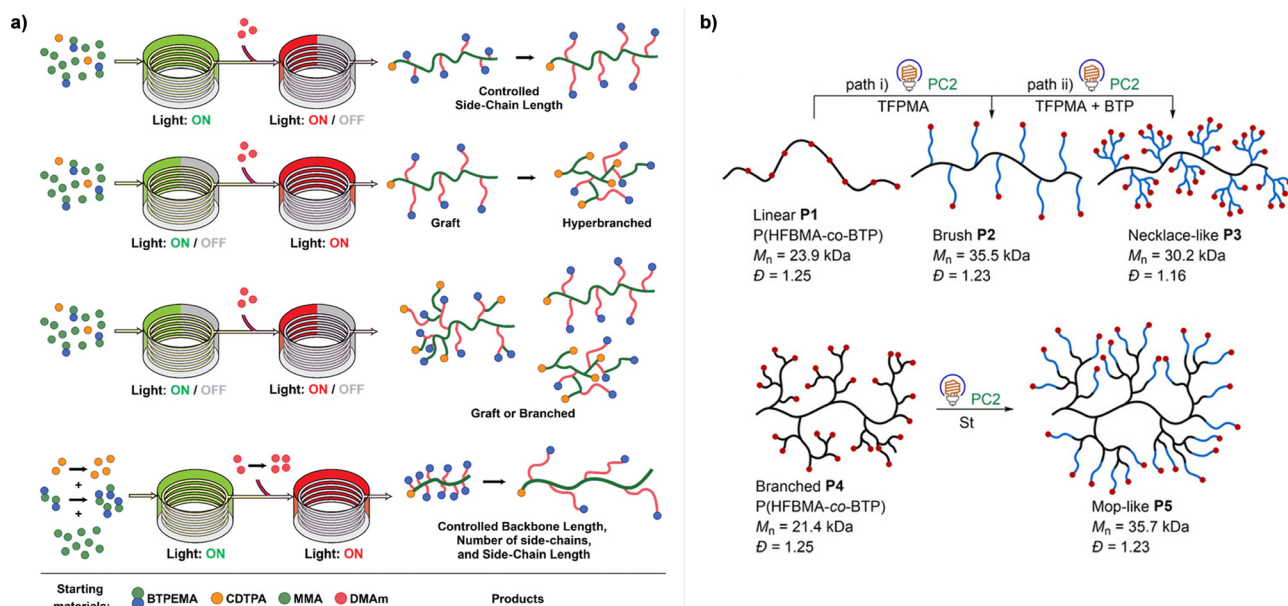 a)
Light: ON
Light: ON / OFF
Controlled
Side-Chain Length
Light: ON / OFF
Light: ON
Graft
Hyperbranched
Light: ON / OFF
Light: ON / OFF
Graft or Branched
+
+
Light: ON
Light: ON
Controlled Backbone Length,
Number of side-chains,
and Side-Chain Length
Starting
materials:
BTPEMA
CDTPA
MMA
DMAm
Products
b)
path i)
PC2
TFPMA
path ii)
PC2
TFPMA + BTP
Linear P1
P(HFBMA-co-BTP)
Mn = 23.9 kDa
Đ = 1.25
Brush P2
Mn = 35.5 kDa
Đ = 1.23
Necklace-like P3
Mn = 30.2 kDa
Đ = 1.16
PC2
St
Branched P4
P(HFBMA-co-BTP)
Mn = 21.4 kDa
Đ = 1.25
Mop-like P5
Mn = 35.7 kDa
Đ = 1.23